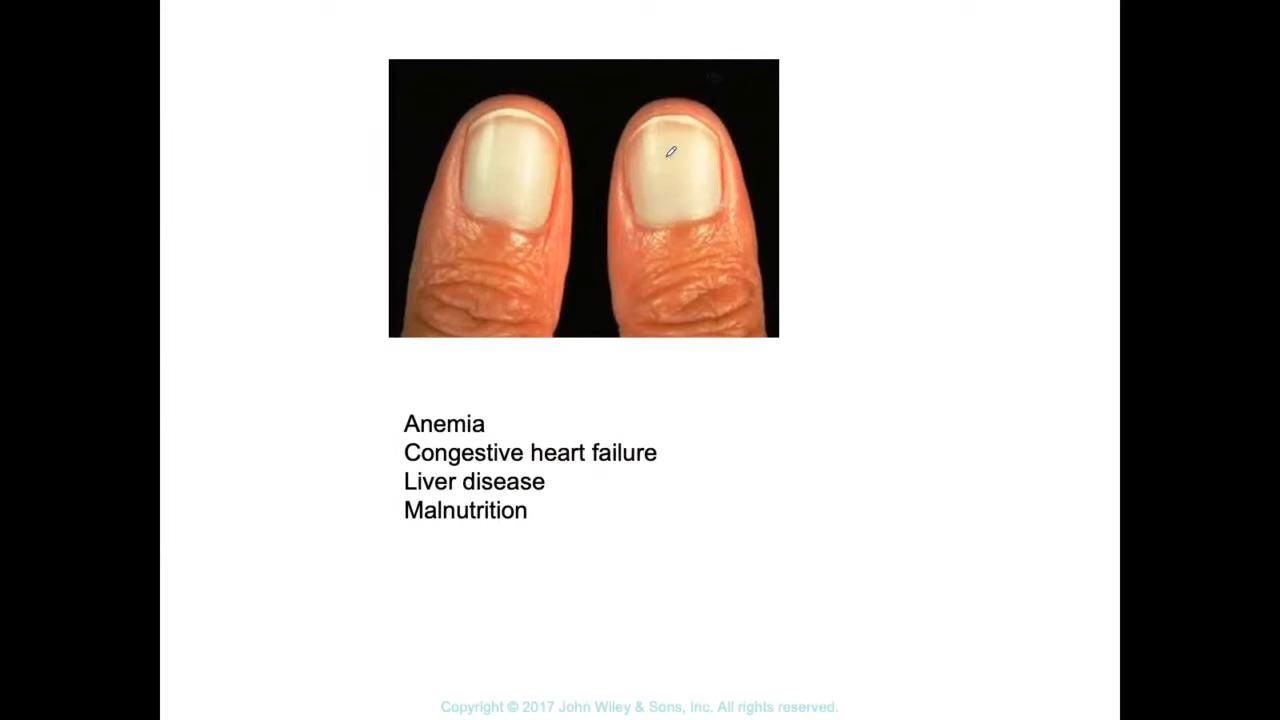 Anemia
Congestive heart failure
Liver disease
Malnutrition
Copyright © 2017 John Wiley & Sons, Inc. All rights reserved.